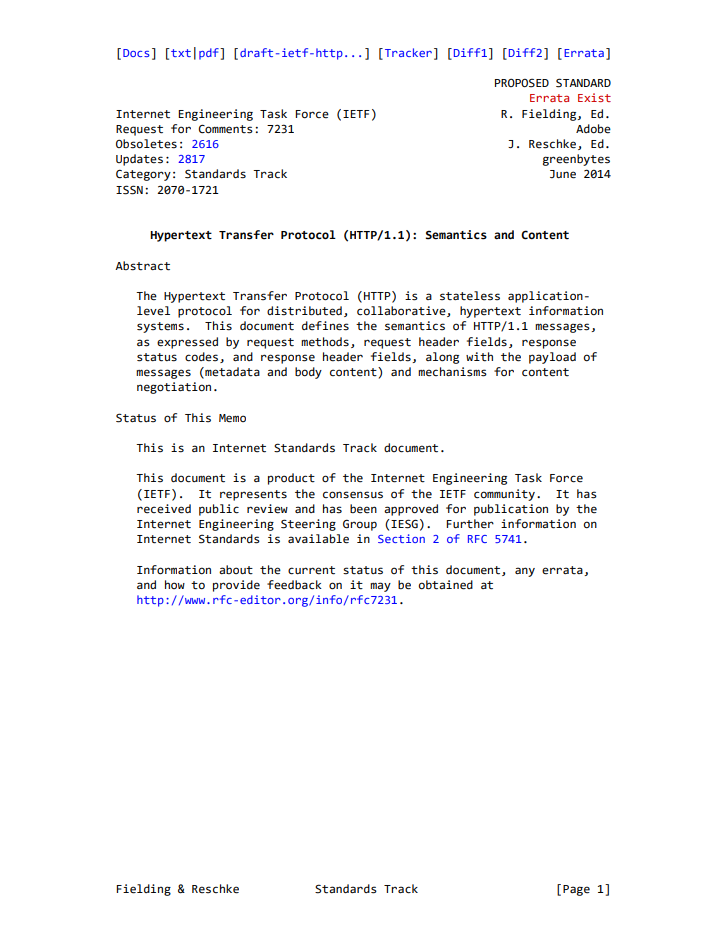 [Docs] [txt|pdf] [draft-ietf-http...] [Tracker] [Diff1] [Diff2] [Errata]
PROPOSED STANDARD
Errata Exist
Internet Engineering Task Force (IETF) R. Fielding, Ed.
Request for Comments: 7231 Adobe
Obsoletes: 2616 J. Reschke, Ed.
Updates: 2817 greenbytes
Category: Standards Track June 2014
ISSN: 2070-1721
Hypertext Transfer Protocol (HTTP/1.1): Semantics and Content
Abstract
The Hypertext Transfer Protocol (HTTP) is a stateless application-
level protocol for distributed, collaborative, hypertext information
systems. This document defines the semantics of HTTP/1.1 messages,
as expressed by request methods, request header fields, response
status codes, and response header fields, along with the payload of
messages (metadata and body content) and mechanisms for content
negotiation.
Status of This Memo
This is an Internet Standards Track document.
This document is a product of the Internet Engineering Task Force
(IETF). It represents the consensus of the IETF community. It has
received public review and has been approved for publication by the
Internet Engineering Steering Group (IESG). Further information on
Internet Standards is available in Section 2 of RFC 5741.
Information about the current status of this document, any errata,
and how to provide feedback on it may be obtained at
http://www.rfc-editor.org/info/rfc7231.
Fielding & Reschke Standards Track [Page 1]